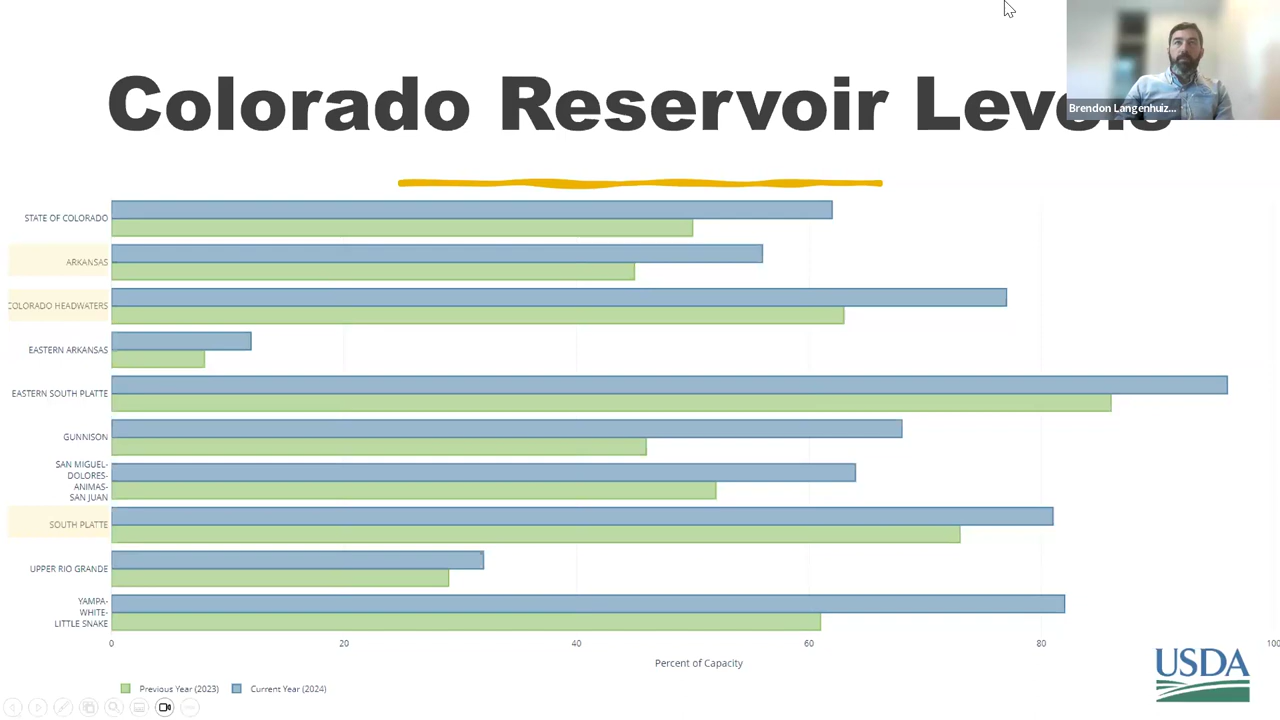 Colorado Reservoir Levels
Brendon Langenhuiz...
STATE OF COLORADO
ARKANSAS
COLORADO HEADWATERS
EASTERN ARKANSAS
EASTERN SOUTH PLATTE
GUNNISON
SAN MIGUEL-
DOLORES-
ANIMAS-
SAN JUAN
SOUTH PLATTE
UPPER RIO GRANDE
YAMPA-
WHITE-
LITTLE SNAKE
0 20 40 60 80 100
Percent of Capacity
Previous Year (2023) Current Year (2024)
USDA